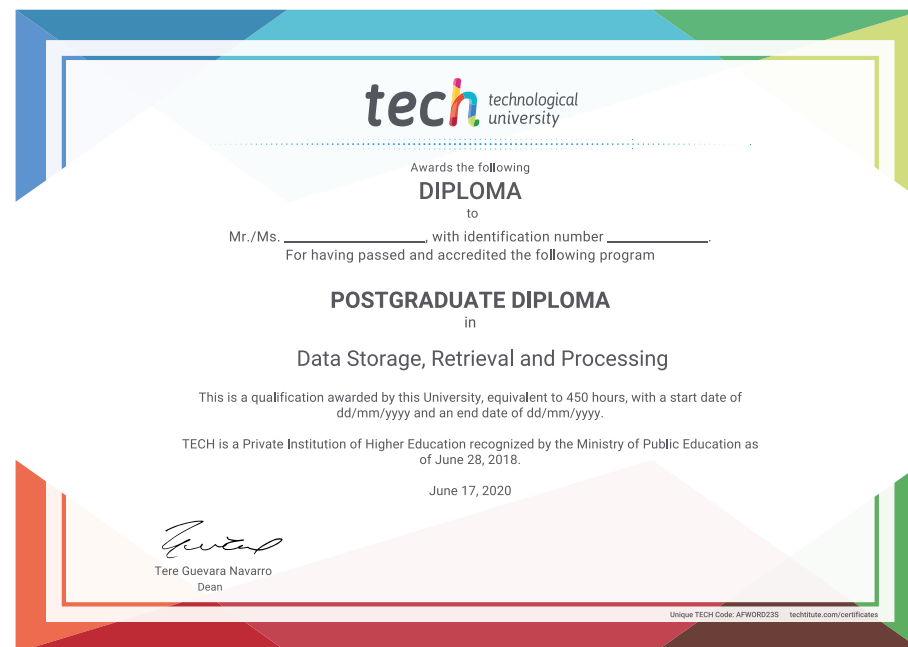 tech technological
university
Awards the following
DIPLOMA
to
Mr./Ms. ____________________, with identification number ______________.
For having passed and accredited the following program
POSTGRADUATE DIPLOMA
in
Data Storage, Retrieval and Processing
This is a qualification awarded by this University, equivalent to 450 hours, with a start date of
dd/mm/yyyy and an end date of dd/mm/yyyy.
TECH is a Private Institution of Higher Education recognized by the Ministry of Public Education as
of June 28, 2018.
June 17, 2020
Tere Guevara Navarro
Dean
Unique TECH Code: AFWORD23S techtitute.com/certificates